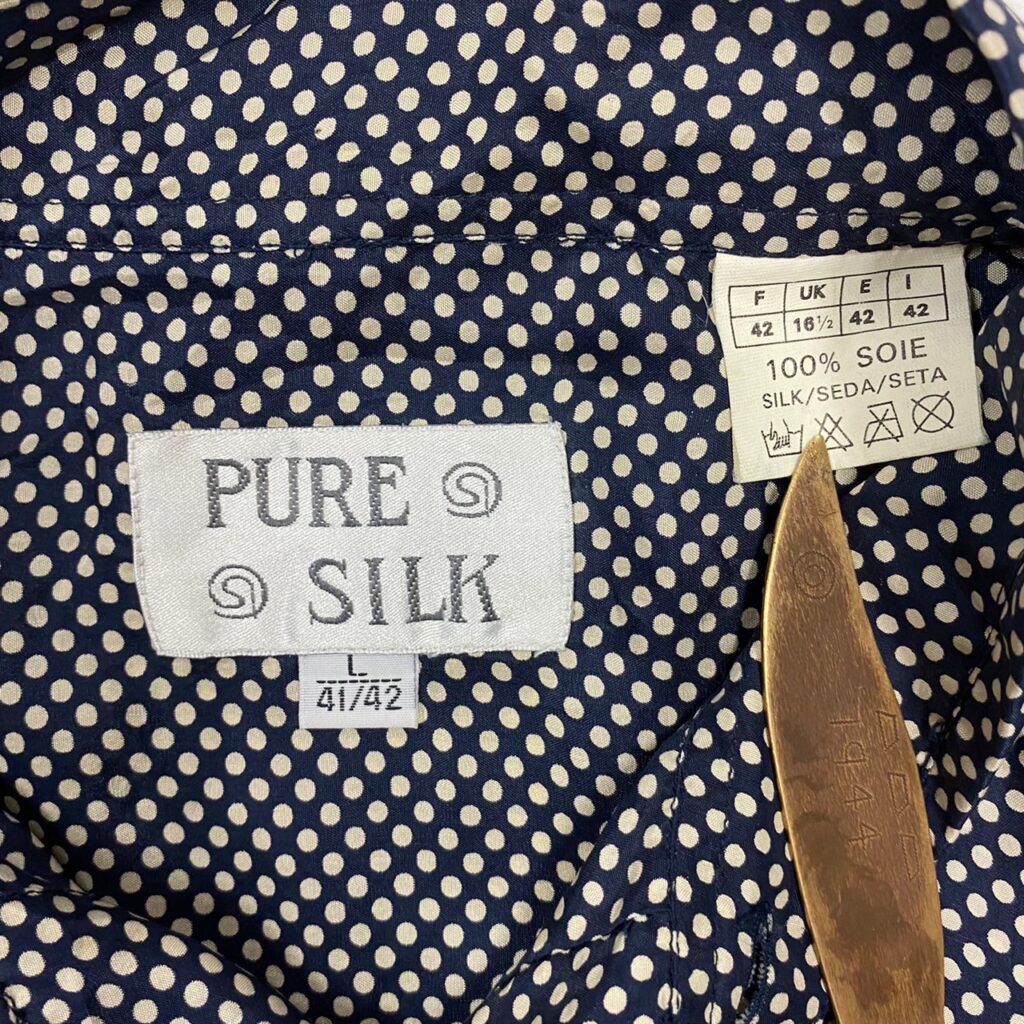 F UK E I
42 16½ 42 42
100% SOIE
SILK/SEDA/SETA
PURE
SILK
L
41/42
1944